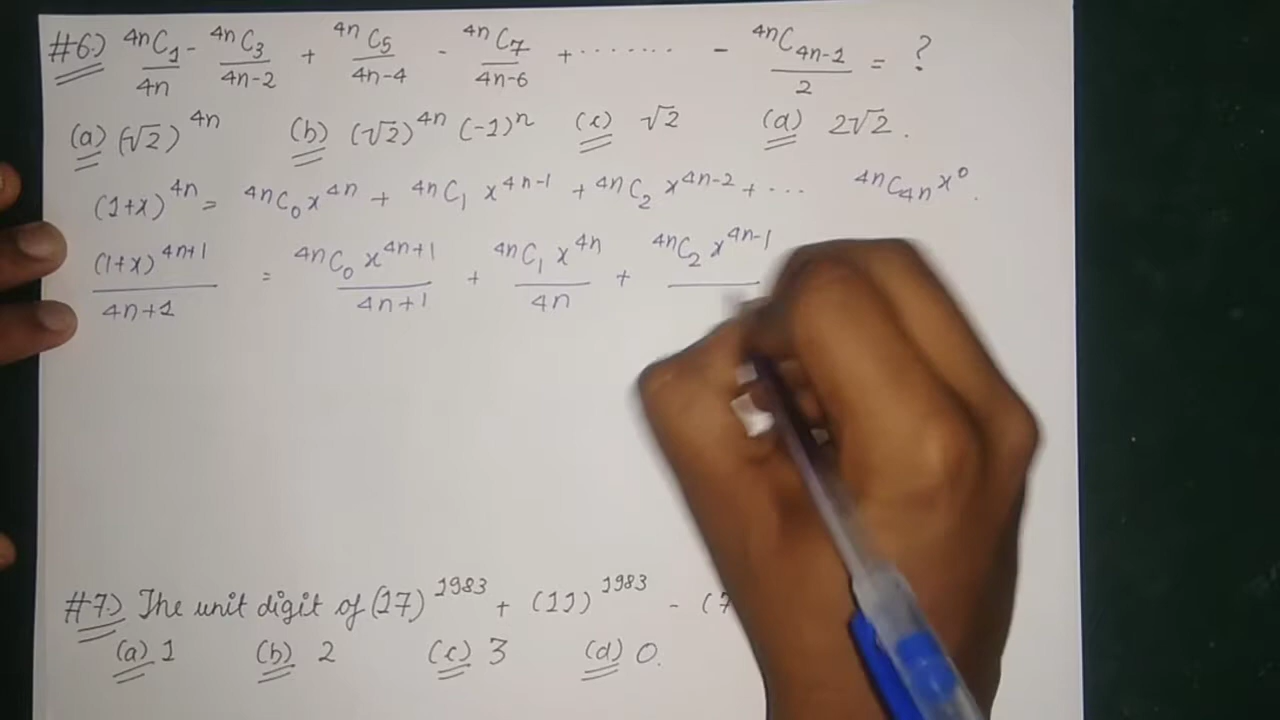 #6.) 4nC1/4n - 4nC3/4n-2 + 4nC5/4n-4 - 4nC7/4n-6 + ........ - 4nC4n-1/2 = ?
(a) (√2)^4n (b) (√2)^4n (-1)^n (c) √2 (d) 2√2.
(1+x)^4n = 4nC0 x^4n + 4nC1 x^4n-1 + 4nC2 x^4n-2 + ... 4nC4n x^0.
(1+x)^4n+1/4n+1 = 4nC0 x^4n+1/4n+1 + 4nC1 x^4n/4n + 4nC2 x^4n-1
#7.) The unit digit of (17)^1983 + (11)^1983 - (7
(a) 1 (b) 2 (c) 3 (d) 0.